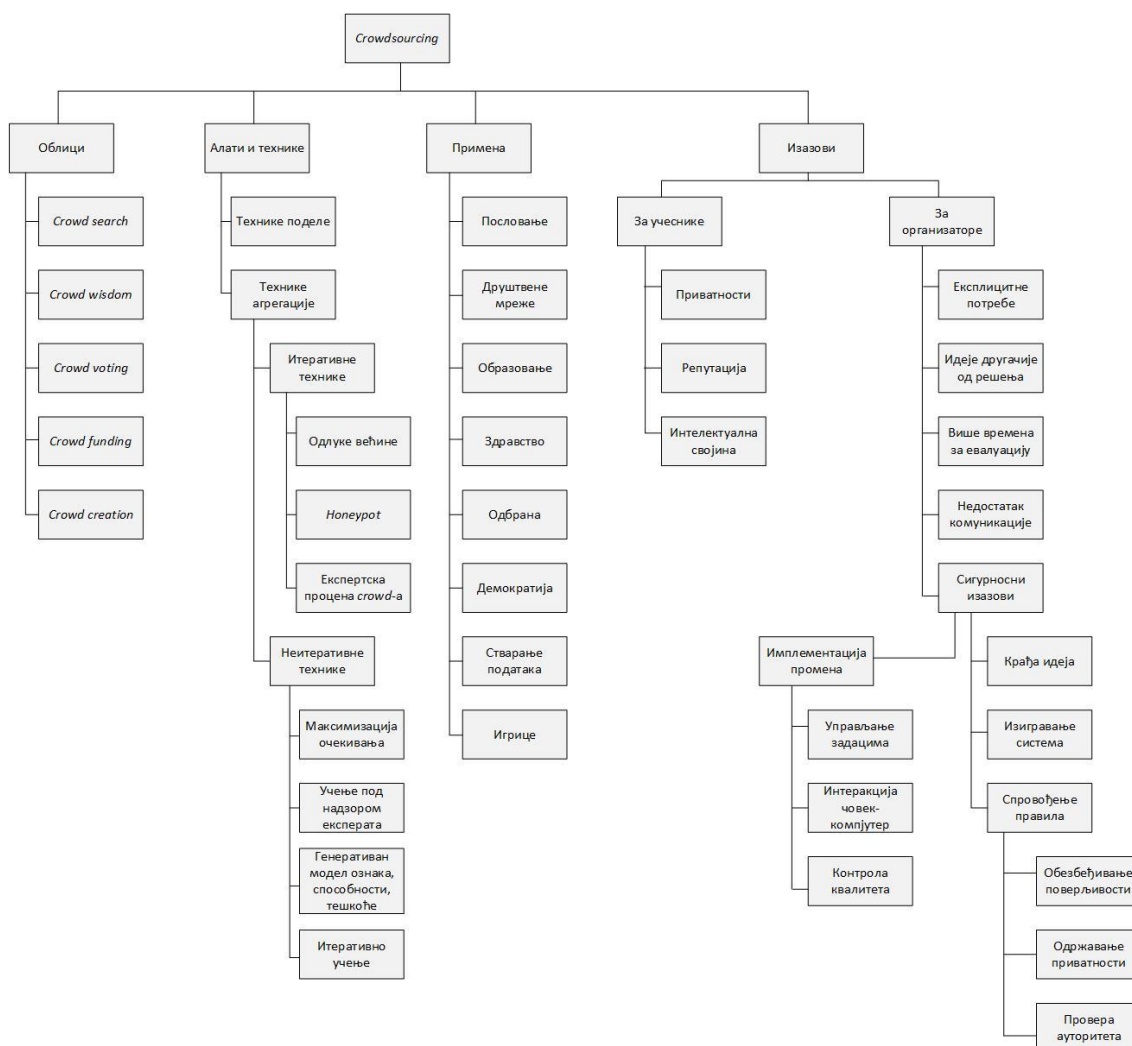 Crowdsourcing
Облици
Crowd search
Crowd wisdom
Crowd voting
Crowd funding
Crowd creation
Алати и технике
Технике поделе
Технике
агрегације
Итеративне
технике
Одлуке већине
Honeypot
Експертска
процена crowd-а
Неитеративне
технике
Максимизација
очекивања
Учење под
надзором
експерата
Генеративан
модел ознака,
способности,
тешкоће
Итеративно
учење
Примена
Пословање
Друштвене
мреже
Образовање
Здравство
Одбрана
Демократија
Стварање
података
Игрице
Изазови
За учеснике
Приватности
Репутација
Интелектуална
својина
За
организаторе
Експлицитне
потребе
Идеје другачије
од решења
Више времена
за евалуацију
Недостатак
комуникације
Сигурносни
изазови
Имплементација
промена
Управљање
задацима
Интеракција
човек-
компјутер
Контрола
квалитета
Крађа идеја
Изигравање
система
Спровођење
правила
Обезбеђивање
поверљивости
Одржавање
приватности
Провера
ауторитета